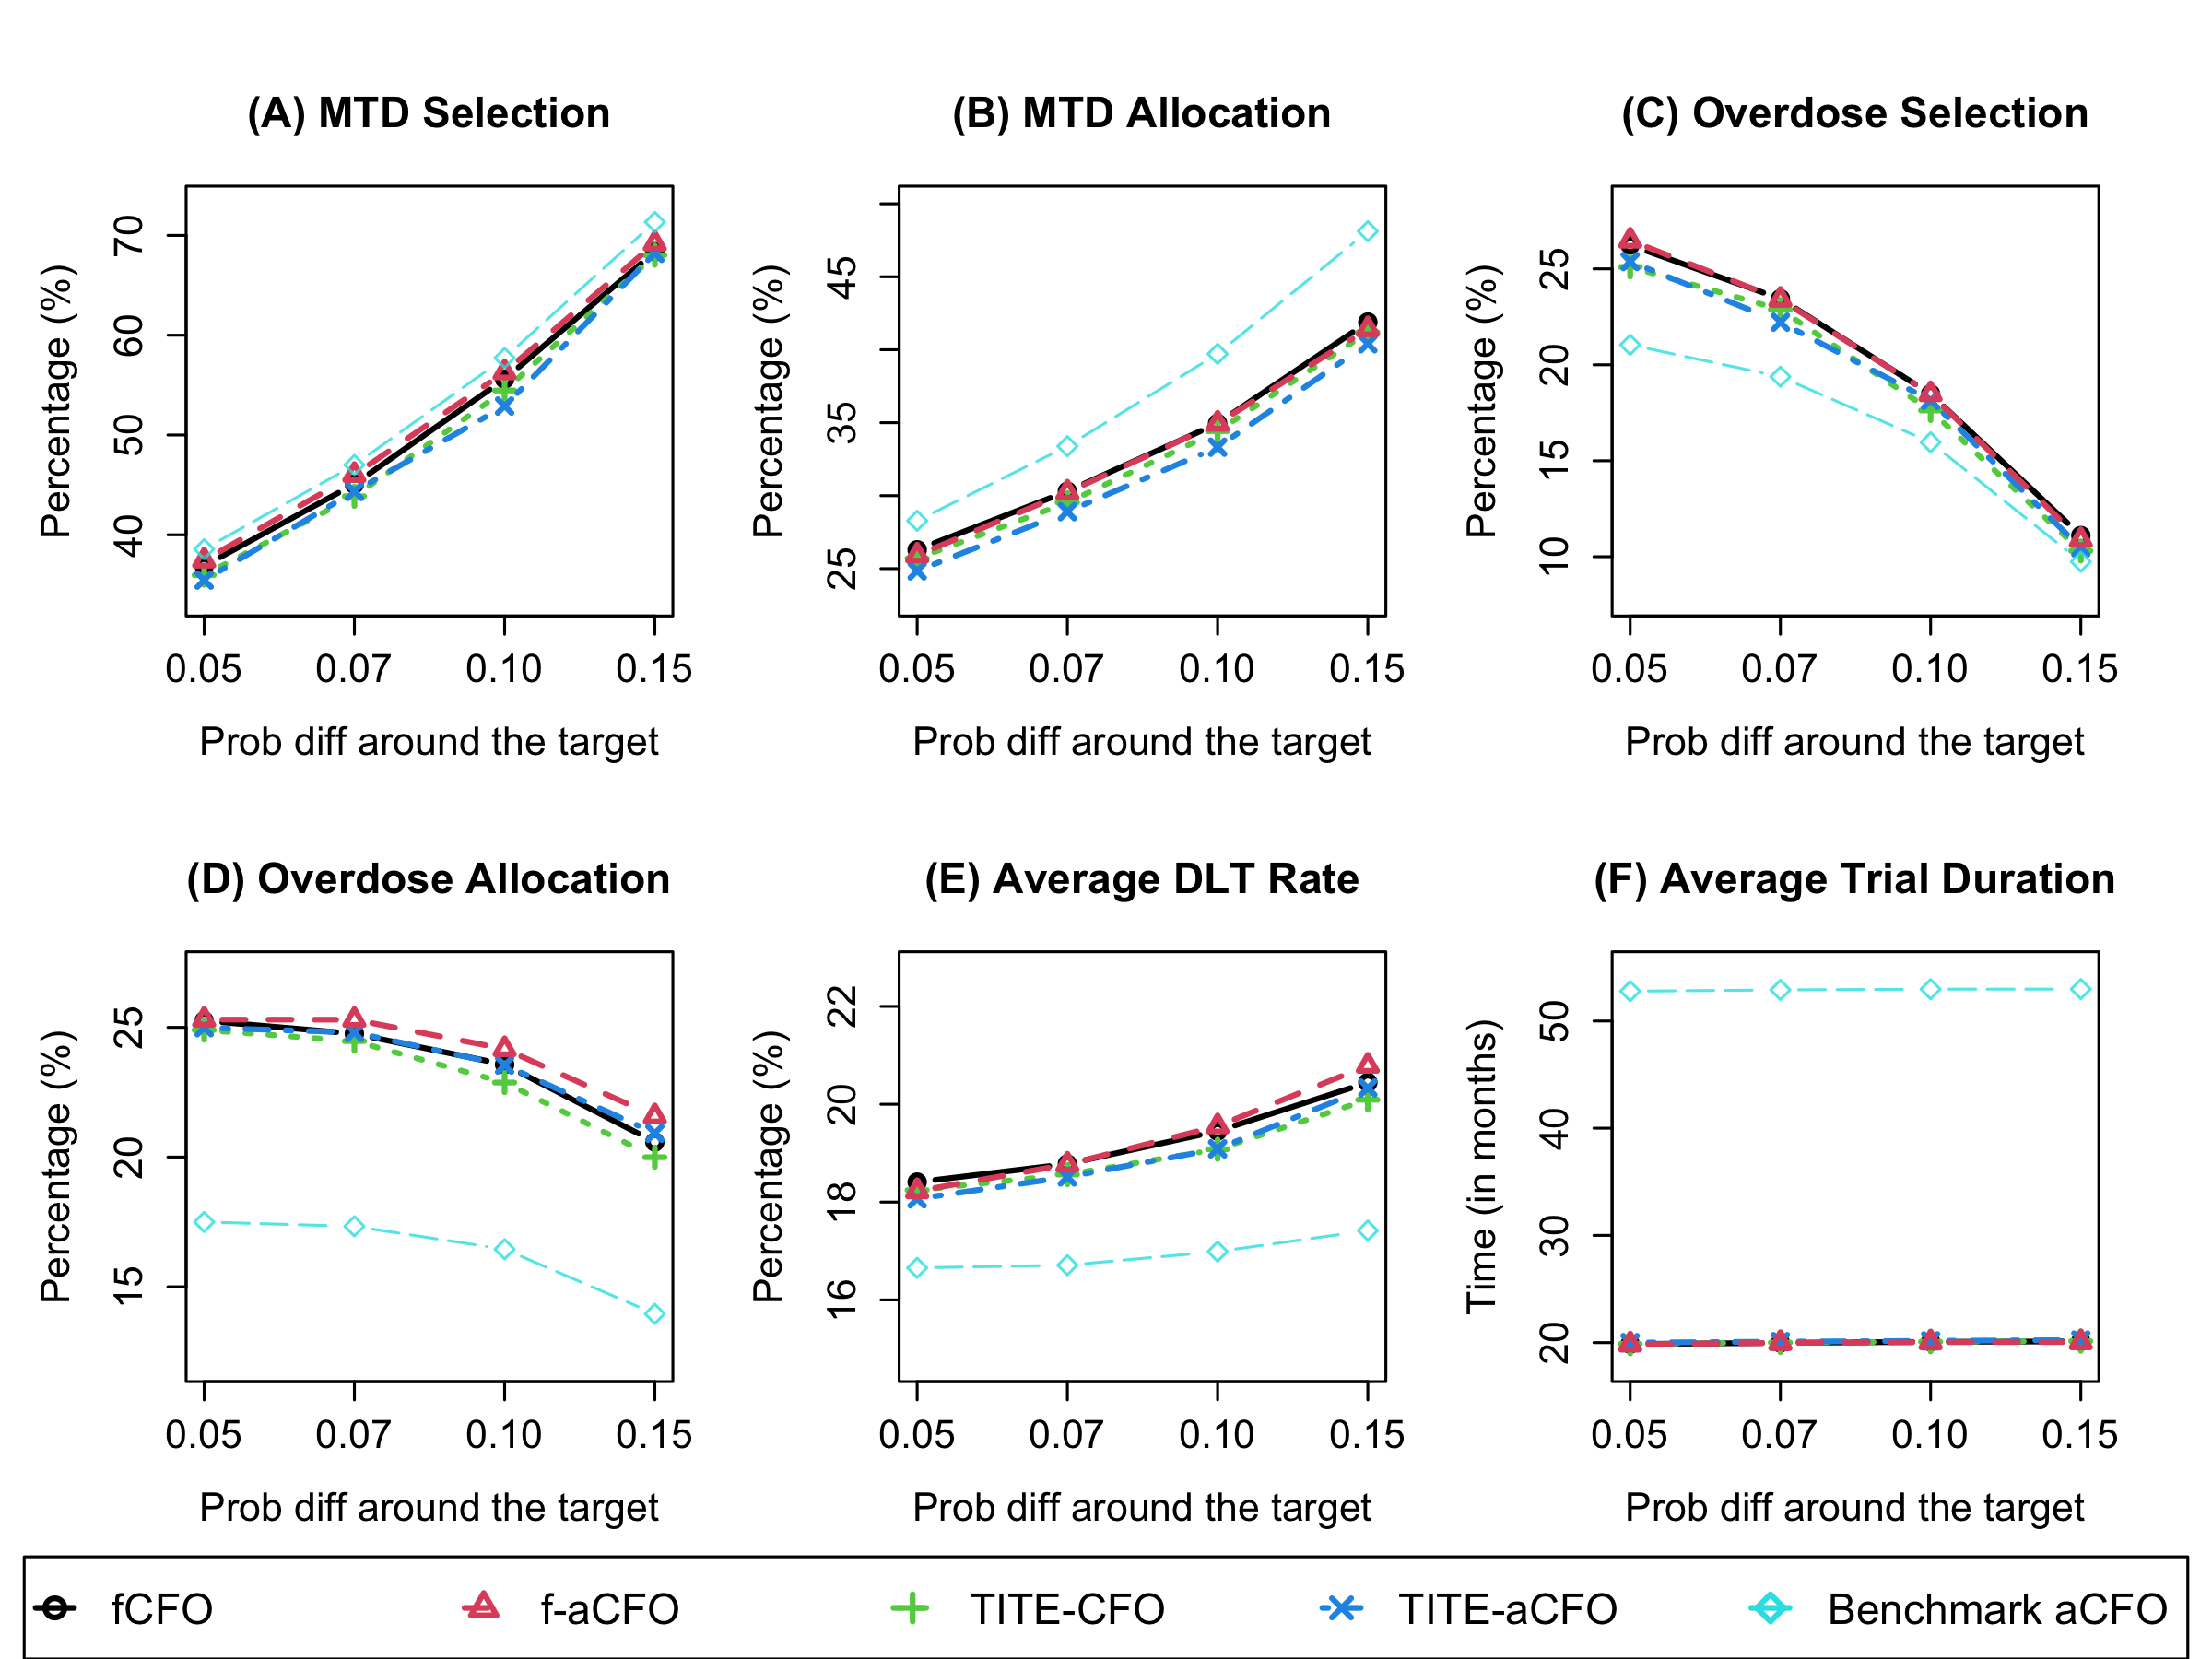 (A) MTD Selection
Percentage (%)
70
60
50
40
0.05 0.07 0.10 0.15
Prob diff around the target
(B) MTD Allocation
Percentage (%)
45
35
25
0.05 0.07 0.10 0.15
Prob diff around the target
(C) Overdose Selection
Percentage (%)
25
20
15
10
0.05 0.07 0.10 0.15
Prob diff around the target
(D) Overdose Allocation
Percentage (%)
25
20
15
0.05 0.07 0.10 0.15
Prob diff around the target
(E) Average DLT Rate
Percentage (%)
22
20
18
16
0.05 0.07 0.10 0.15
Prob diff around the target
(F) Average Trial Duration
Time (in months)
50
40
30
20
0.05 0.07 0.10 0.15
Prob diff around the target
fCFO f-aCFO TITE-CFO TITE-aCFO Benchmark aCFO